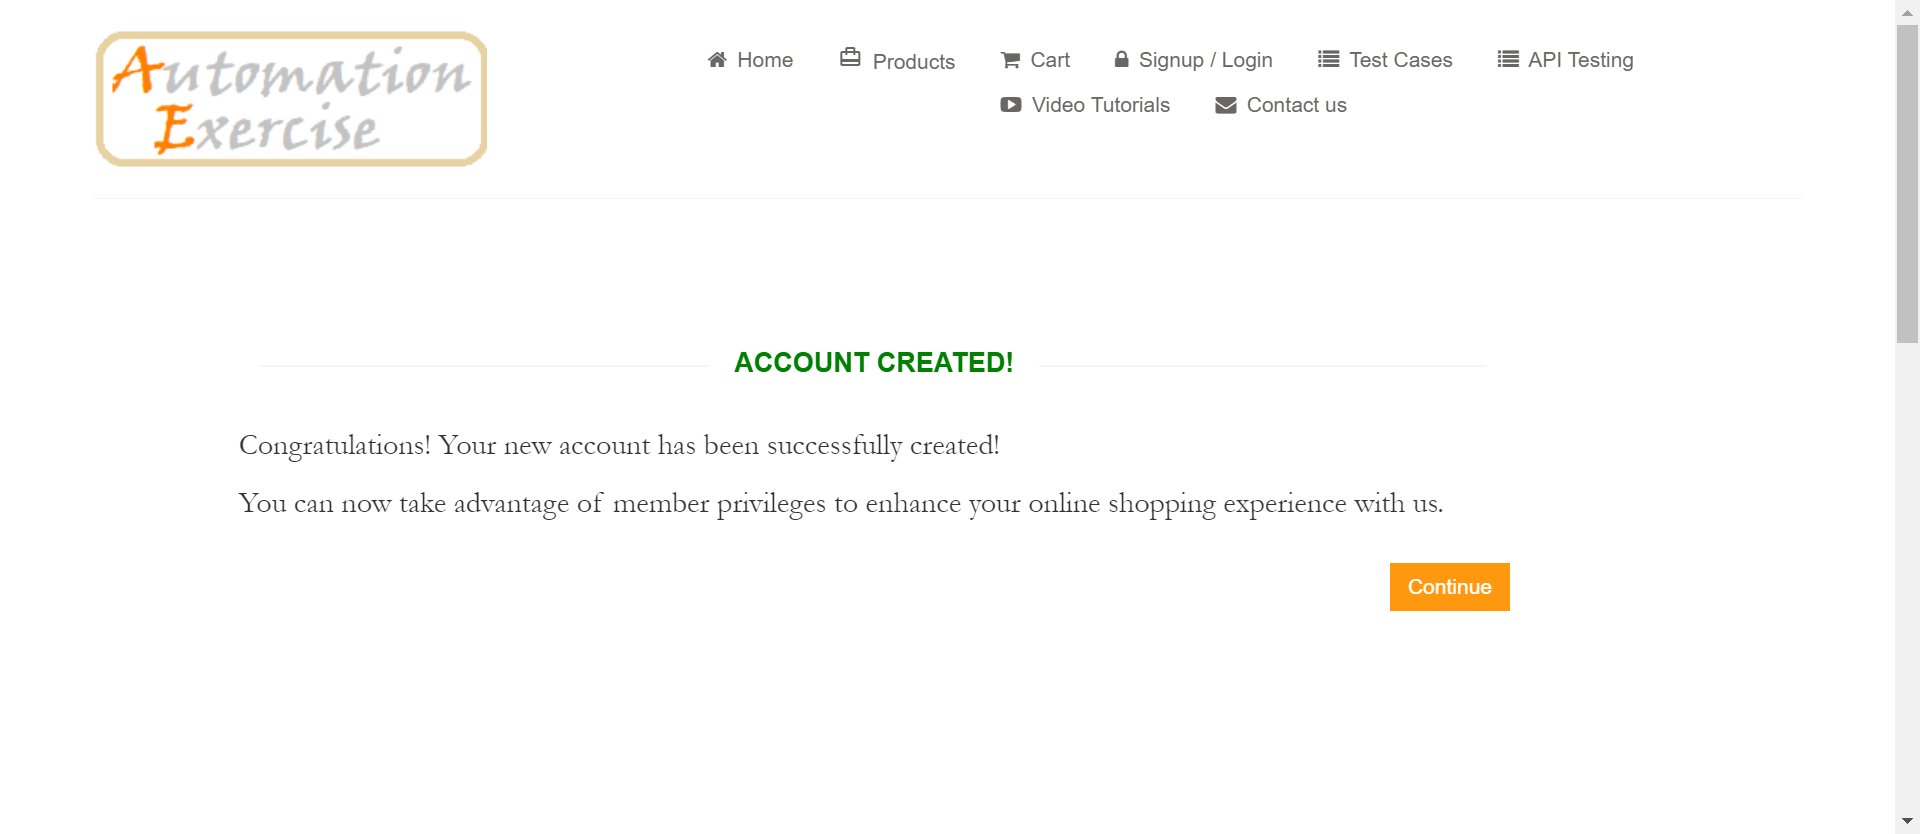 Automation
Exercise
Home Products Cart Signup / Login Test Cases API Testing
Video Tutorials Contact us
ACCOUNT CREATED!
Congratulations! Your new account has been successfully created!
You can now take advantage of member privileges to enhance your online shopping experience with us.
Continue